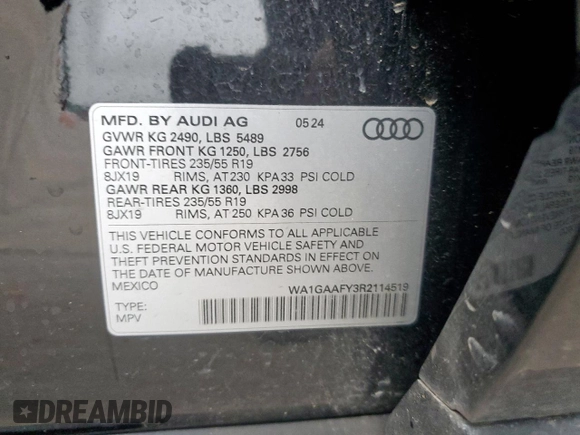 MFD. BY AUDI AG 05 24
GVWR KG 2490, LBS 5489
GAWR FRONT KG 1250, LBS 2756
FRONT-TIRES 235/55 R19
8JX19 RIMS, AT 230 KPA 33 PSI COLD
GAWR REAR KG 1360, LBS 2998
REAR-TIRES 235/55 R19
8JX19 RIMS, AT 250 KPA 36 PSI COLD
THIS VEHICLE CONFORMS TO ALL APPLICABLE
U.S. FEDERAL MOTOR VEHICLE SAFETY AND
THEFT PREVENTION STANDARDS IN EFFECT ON
THE DATE OF MANUFACTURE SHOWN ABOVE.
MEXICO WA1GAAFY3R2114519
TYPE:
MPV
DREAMBID